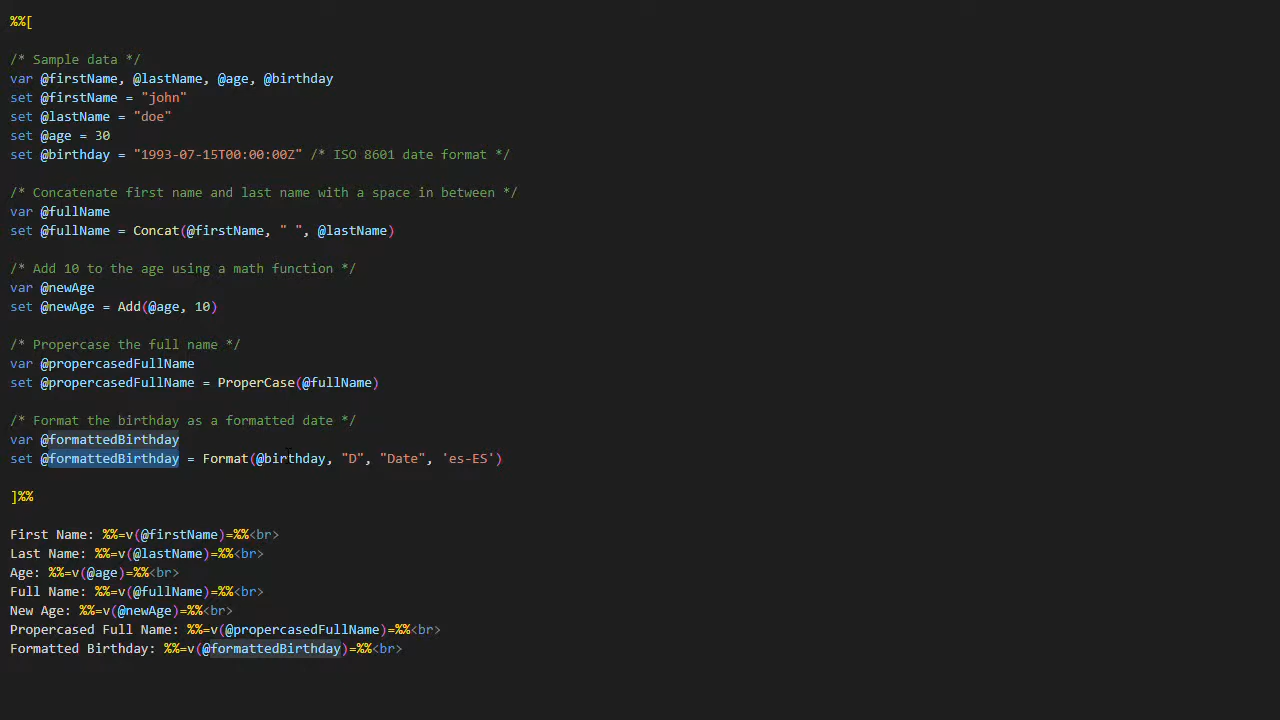 %%[
/* Sample data */
var @firstName, @lastName, @age, @birthday
set @firstName = "john"
set @lastName = "doe"
set @age = 30
set @birthday = "1993-07-15T00:00:00Z" /* ISO 8601 date format */
/* Concatenate first name and last name with a space in between */
var @fullName
set @fullName = Concat(@firstName, " ", @lastName)
/* Add 10 to the age using a math function */
var @newAge
set @newAge = Add(@age, 10)
/* Propercase the full name */
var @propercasedFullName
set @propercasedFullName = ProperCase(@fullName)
/* Format the birthday as a formatted date */
var @formattedBirthday
set @formattedBirthday = Format(@birthday, "D", "Date", 'es-ES')
]%%
First Name: %%=v(@firstName)=%%<br>
Last Name: %%=v(@lastName)=%%<br>
Age: %%=v(@age)=%%<br>
Full Name: %%=v(@fullName)=%%<br>
New Age: %%=v(@newAge)=%%<br>
Propercased Full Name: %%=v(@propercasedFullName)=%%<br>
Formatted Birthday: %%=v(@formattedBirthday)=%%<br>